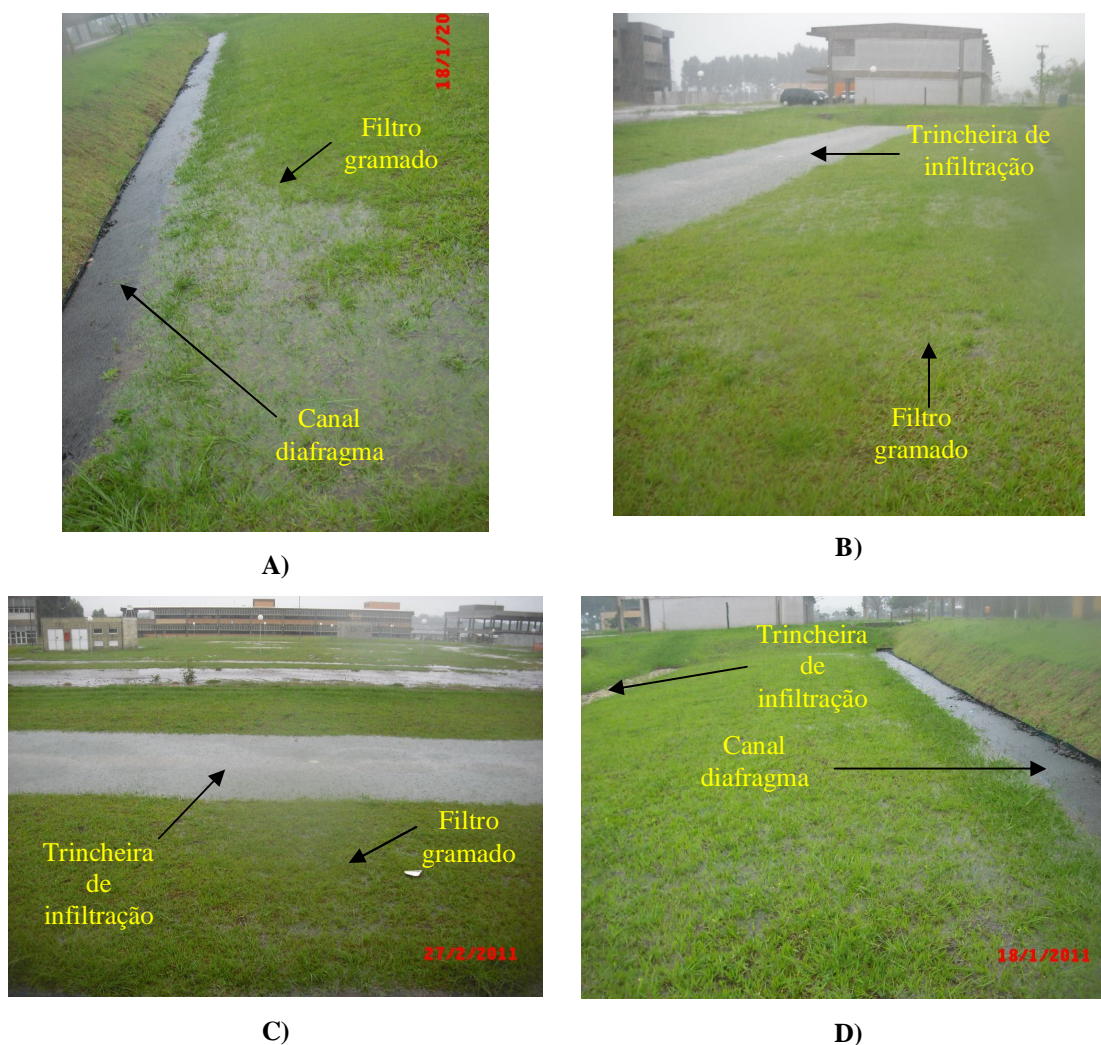 18/1/20
Filtro
gramado
Canal
diafragma
A)
Trincheira de
infiltração
Filtro
gramado
B)
Trincheira
de
infiltração
Filtro
gramado
27/2/2011
C)
Trincheira
de
infiltração
Canal
diafragma
18/1/2011
D)